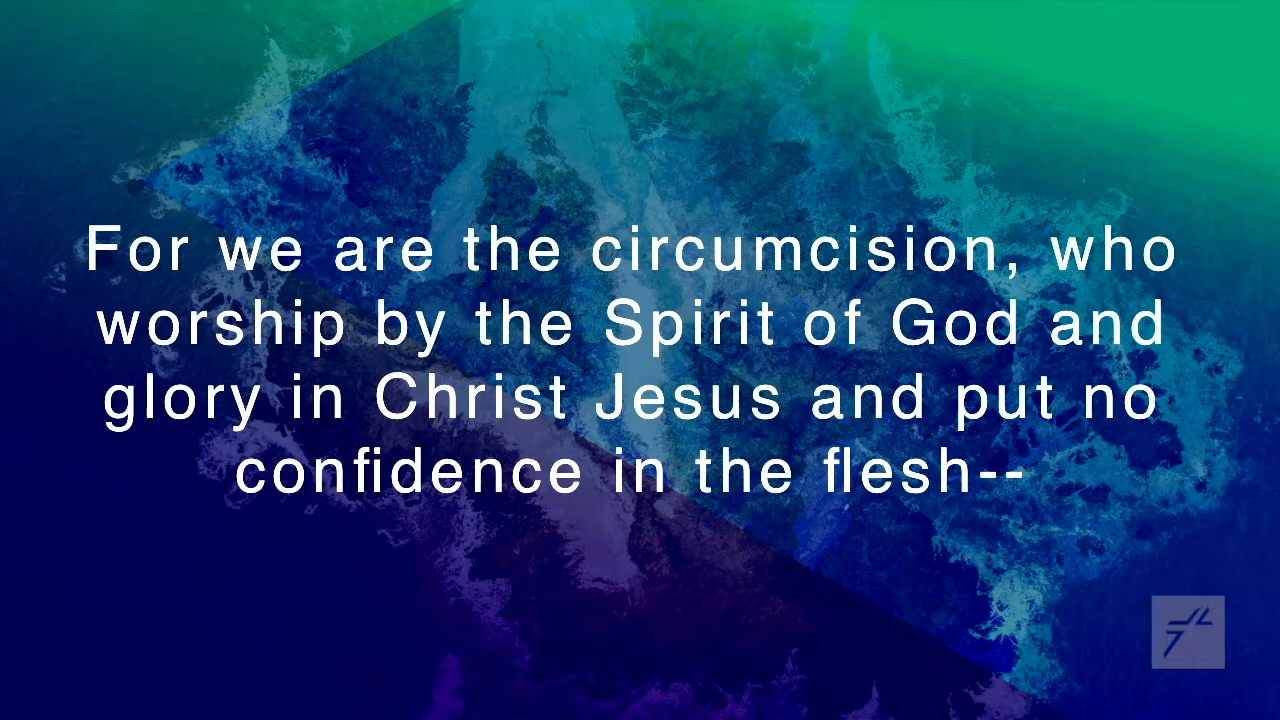 For we are the circumcision, who
worship by the Spirit of God and
glory in Christ Jesus and put no
confidence in the flesh--